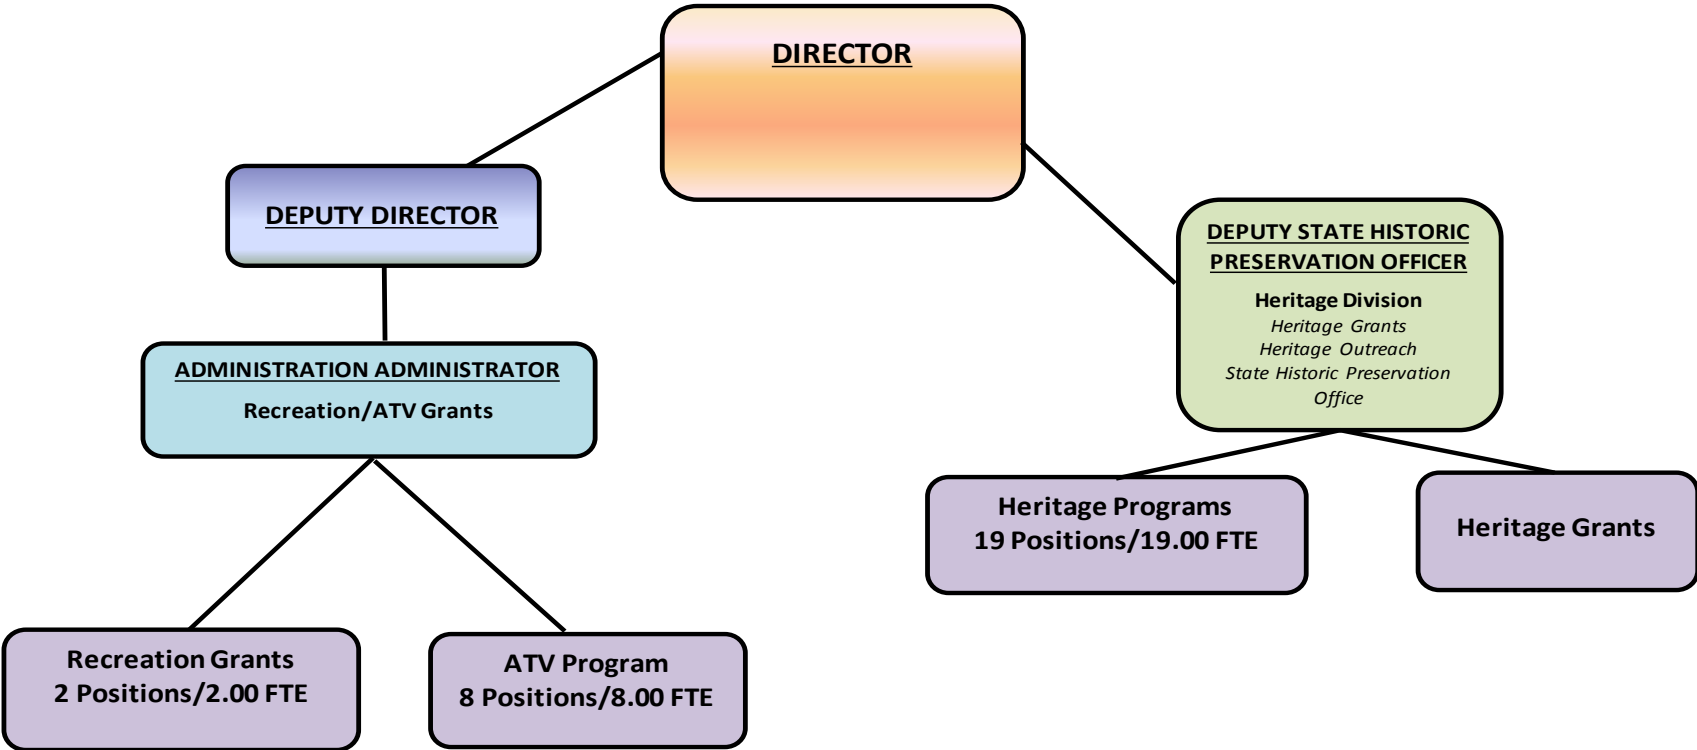 DIRECTOR
DEPUTY DIRECTOR
DEPUTY STATE HISTORIC
PRESERVATION OFFICER
Heritage Division
Heritage Grants
Heritage Outreach
State Historic Preservation
Office
ADMINISTRATION ADMINISTRATOR
Recreation/ATV Grants
Heritage Programs
19 Positions/19.00 FTE
Heritage Grants
Recreation Grants
2 Positions/2.00 FTE
ATV Program
8 Positions/8.00 FTE